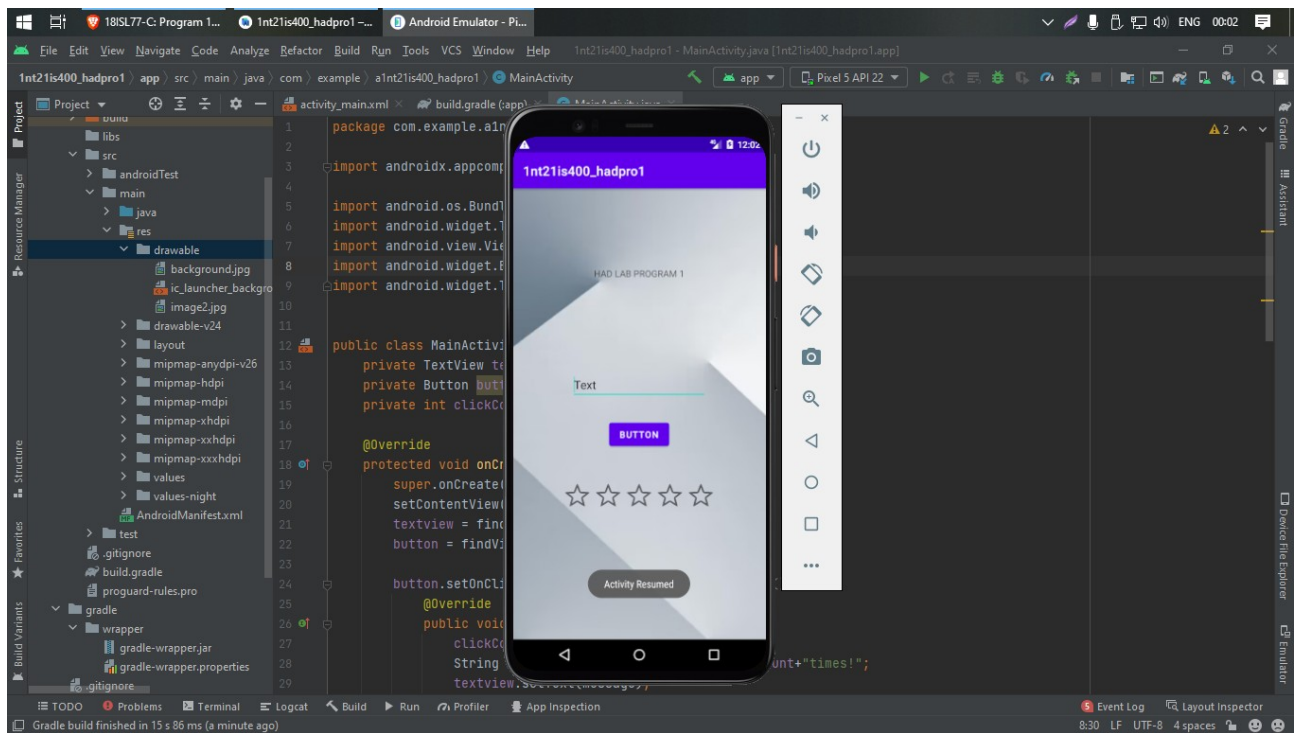 18ISL77-C: Program 1...
1nt21is400_hadpro1 –...
Android Emulator - Pi...
ENG 00:02
File Edit View Navigate Code Analyze Refactor Build Run Tools VCS Window Help 1nt21is400_hadpro1 - MainActivity.java [1nt21is400_hadpro1.app]
1nt21is400_hadpro1 app src main java com example a1nt21is400_hadpro1 MainActivity
app Pixel 5 API 22
Project
activity_main.xml build.gradle (:app) MainActivity.java
build
libs
src
androidTest
main
java
res
drawable
background.jpg
ic_launcher_backgro
image2.jpg
drawable-v24
layout
mipmap-anydpi-v26
mipmap-hdpi
mipmap-mdpi
mipmap-xhdpi
mipmap-xxhdpi
mipmap-xxxhdpi
values
values-night
AndroidManifest.xml
test
.gitignore
build.gradle
proguard-rules.pro
gradle
wrapper
gradle-wrapper.jar
gradle-wrapper.properties
.gitignore
Project
Resource Manager
Structure
Favorites
Build Variants
1 package com.example.a1n
2
3 import androidx.appcomp
4
5 import android.os.Bundl
6 import android.widget.T
7 import android.view.Vie
8 import android.widget.B
9 import android.widget.T
10
11
12 public class MainActivi
13 private TextView te
14 private Button butt
15 private int clickCo
16
17 @Override
18 protected void onCr
19 super.onCreate(
20 setContentView(
21 textview = find
22 button = findVi
23
24 button.setOnCli
25 @Override
26 public void
27 clickCo
28 String unt+"times!";
29 textview.setText(message);
12:02
1nt21is400_hadpro1
HAD LAB PROGRAM 1
Text
BUTTON
Activity Resumed
2
Gradle
Assistant
Device File Explorer
Emulator
TODO Problems Terminal Logcat Build Run Profiler App Inspection
5 Event Log Layout Inspector
Gradle build finished in 15 s 86 ms (a minute ago)
8:30 LF UTF-8 4 spaces